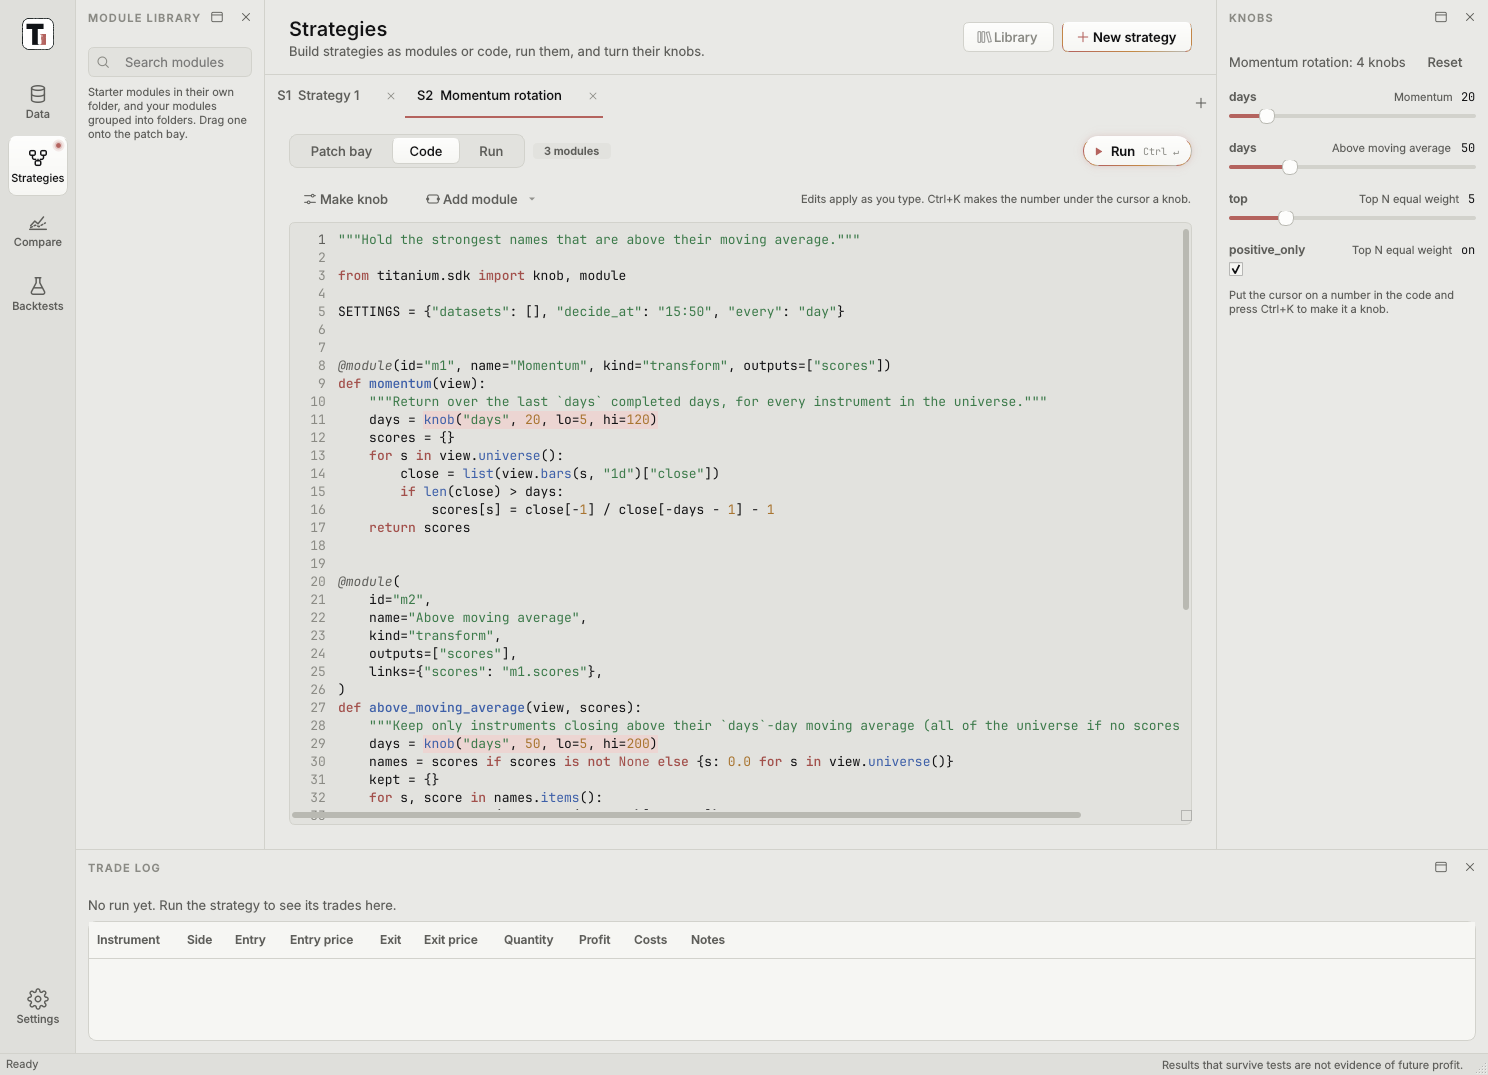 Ti
Data
Strategies
Compare
Backtests
Settings
MODULE LIBRARY
Search modules
Starter modules in their own
folder, and your modules
grouped into folders. Drag one
onto the patch bay.
Strategies
Build strategies as modules or code, run them, and turn their knobs.
Library
New strategy
S1 Strategy 1
S2 Momentum rotation
Patch bay
Code
Run
3 modules
Run Ctrl ↵
Make knob
Add module
Edits apply as you type. Ctrl+K makes the number under the cursor a knob.
1 """Hold the strongest names that are above their moving average."""
2
3 from titanium.sdk import knob, module
4
5 SETTINGS = {"datasets": [], "decide_at": "15:50", "every": "day"}
6
7
8 @module(id="m1", name="Momentum", kind="transform", outputs=["scores"])
9 def momentum(view):
10     """Return over the last `days` completed days, for every instrument in the universe."""
11     days = knob("days", 20, lo=5, hi=120)
12     scores = {}
13     for s in view.universe():
14         close = list(view.bars(s, "1d")["close"])
15         if len(close) > days:
16             scores[s] = close[-1] / close[-days - 1] - 1
17     return scores
18
19
20 @module(
21     id="m2",
22     name="Above moving average",
23     kind="transform",
24     outputs=["scores"],
25     links={"scores": "m1.scores"},
26 )
27 def above_moving_average(view, scores):
28     """Keep only instruments closing above their `days`-day moving average (all of the universe if no scores
29     days = knob("days", 50, lo=5, hi=200)
30     names = scores if scores is not None else {s: 0.0 for s in view.universe()}
31     kept = {}
32     for s, score in names.items():
KNOBS
Momentum rotation: 4 knobs
Reset
days Momentum 20
days Above moving average 50
top Top N equal weight 5
positive_only Top N equal weight on
Put the cursor on a number in the code and
press Ctrl+K to make it a knob.
TRADE LOG
No run yet. Run the strategy to see its trades here.
Instrument Side Entry Entry price Exit Exit price Quantity Profit Costs Notes
Ready
Results that survive tests are not evidence of future profit.